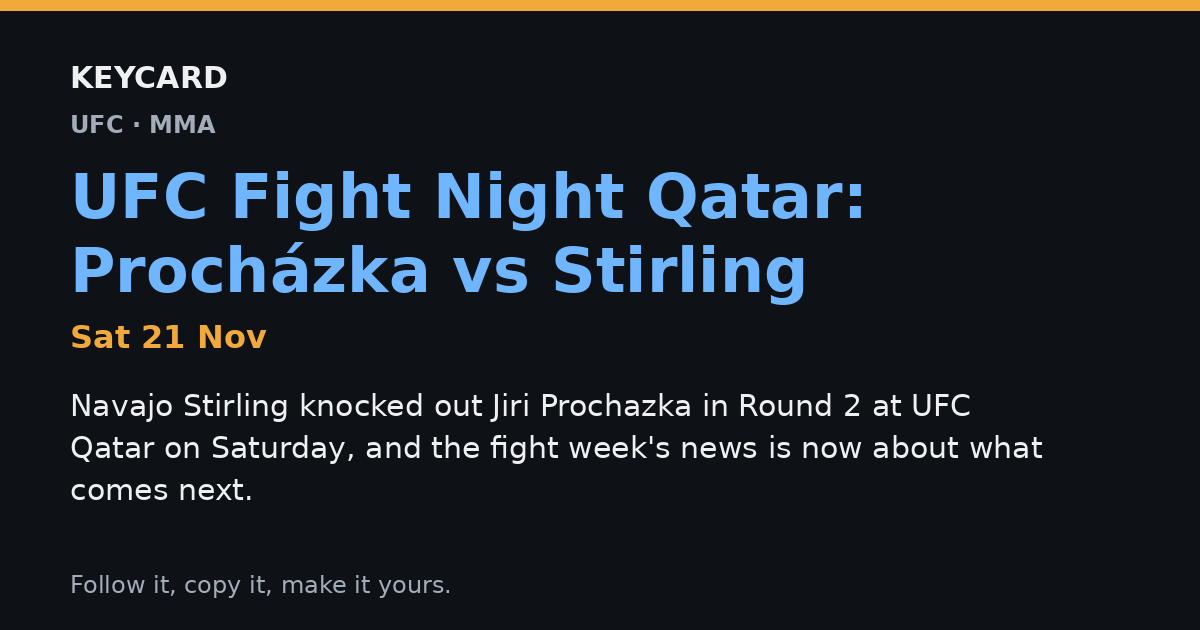 KEYCARD
UFC · MMA
UFC Fight Night Qatar:
Procházka vs Stirling
Sat 21 Nov
Navajo Stirling knocked out Jiri Prochazka in Round 2 at UFC
Qatar on Saturday, and the fight week's news is now about what
comes next.
Follow it, copy it, make it yours.